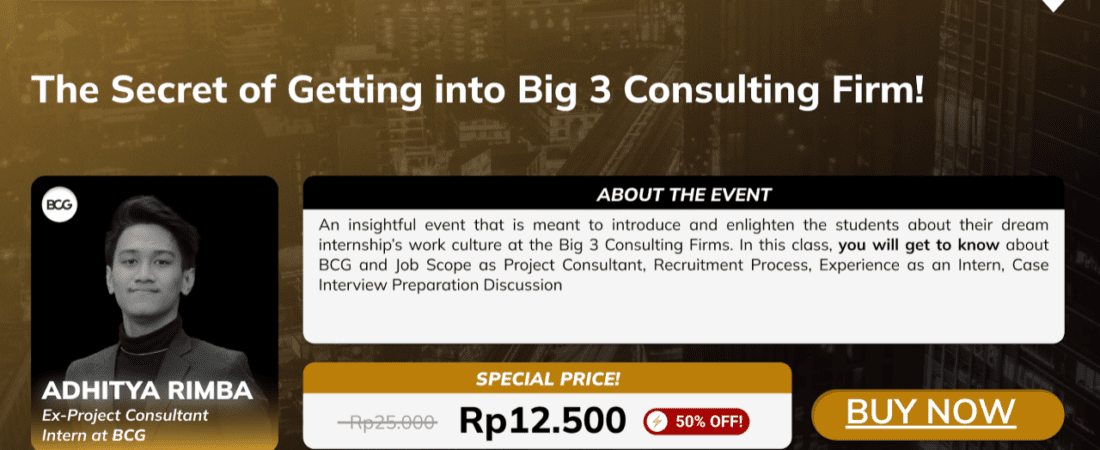 The Secret of Getting into Big 3 Consulting Firm!
BCG
ADHITYA RIMBA
Ex-Project Consultant
Intern at BCG
ABOUT THE EVENT
An insightful event that is meant to introduce and enlighten the students about their dream
internship's work culture at the Big 3 Consulting Firms. In this class, you will get to know about
BCG and Job Scope as Project Consultant, Recruitment Process, Experience as an Intern, Case
Interview Preparation Discussion
SPECIAL PRICE!
Rp25.000 Rp12.500 50% OFF!
BUY NOW